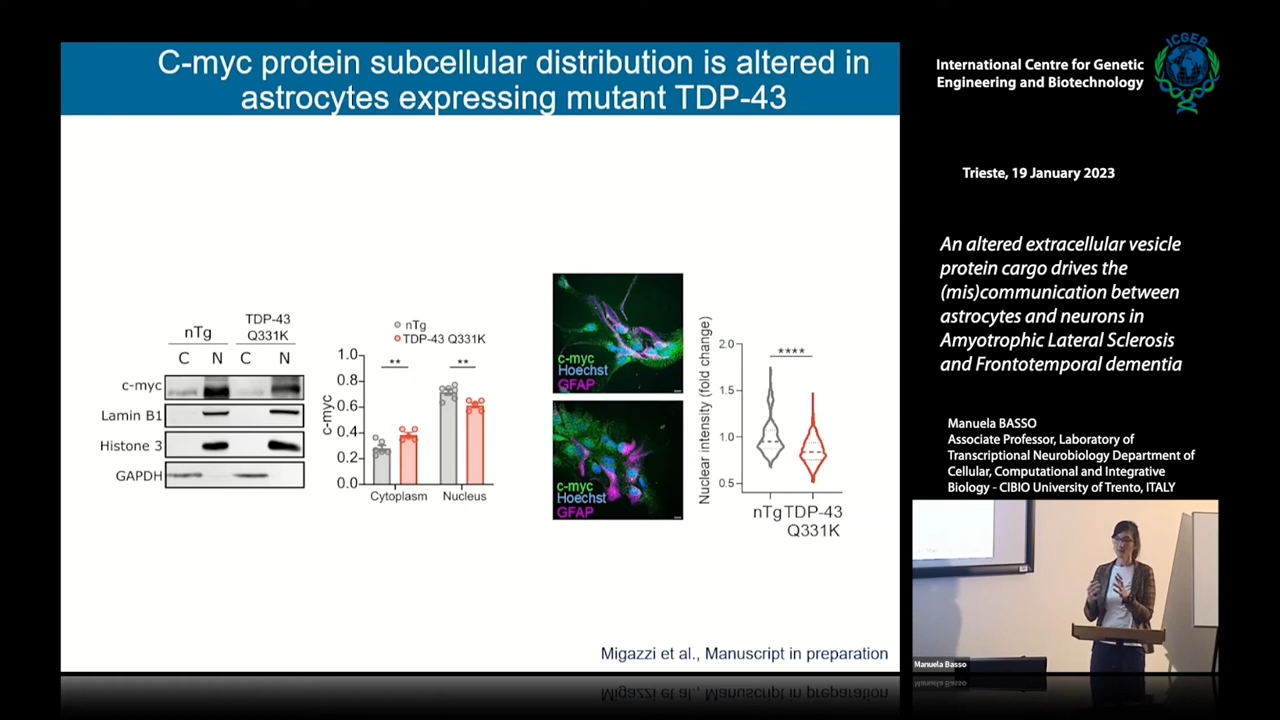 C-myc protein subcellular distribution is altered in
astrocytes expressing mutant TDP-43
nTg
TDP-43
Q331K
C N C N
c-myc
Lamin B1
Histone 3
GAPDH
nTg
TDP-43 Q331K
** **
c-myc
1.0
0.8
0.6
0.4
0.2
0.0
Cytoplasm Nucleus
c-myc
Hoechst
GFAP
c-myc
Hoechst
GFAP
Nuclear intensity (fold change)
****
2.0
1.5
1.0
0.5
nTg TDP-43
Q331K
Migazzi et al., Manuscript in preparation
International Centre for Genetic
Engineering and Biotechnology
ICGEB
Trieste, 19 January 2023
An altered extracellular vesicle
protein cargo drives the
(mis)communication between
astrocytes and neurons in
Amyotrophic Lateral Sclerosis
and Frontotemporal dementia
Manuela BASSO
Associate Professor, Laboratory of
Transcriptional Neurobiology Department of
Cellular, Computational and Integrative
Biology - CIBIO University of Trento, ITALY
Manuela Basso